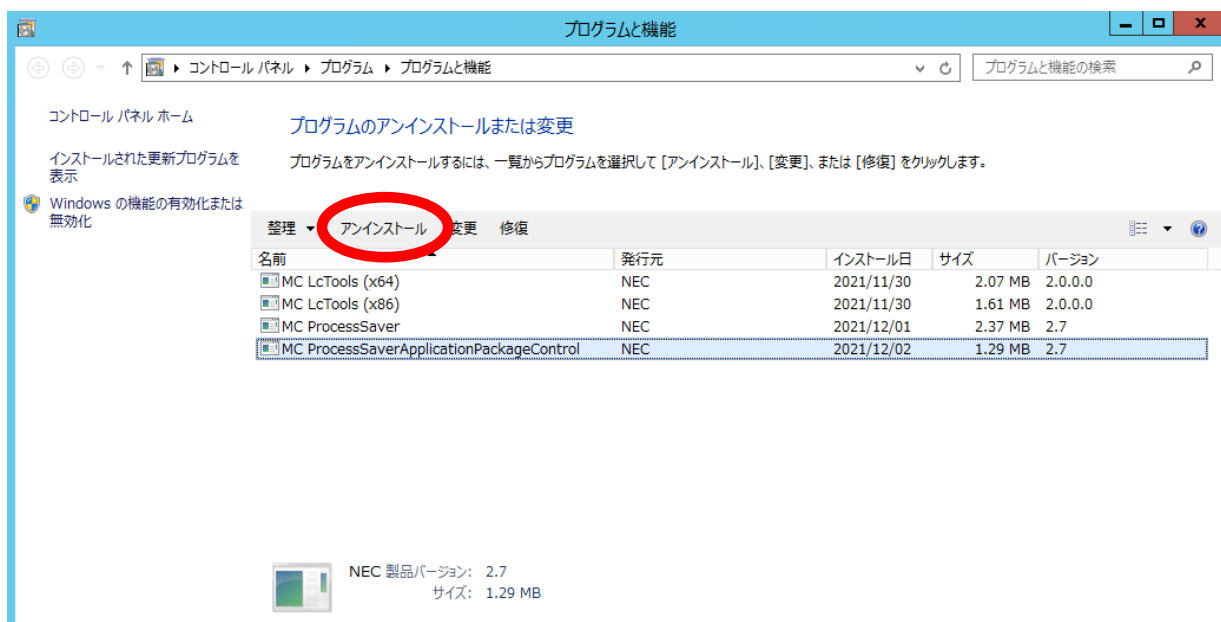 プログラムと機能
コントロール パネル プログラム プログラムと機能
プログラムと機能の検索
コントロール パネル ホーム
インストールされた更新プログラムを
表示
Windows の機能の有効化または
無効化
プログラムのアンインストールまたは変更
プログラムをアンインストールするには、一覧からプログラムを選択して [アンインストール]、[変更]、または [修復] をクリックします。
整理 アンインストール 変更 修復
名前 発行元 インストール日 サイズ バージョン
MC LcTools (x64) NEC 2021/11/30 2.07 MB 2.0.0.0
MC LcTools (x86) NEC 2021/11/30 1.61 MB 2.0.0.0
MC ProcessSaver NEC 2021/12/01 2.37 MB 2.7
MC ProcessSaverApplicationPackageControl NEC 2021/12/02 1.29 MB 2.7
NEC 製品バージョン: 2.7
サイズ: 1.29 MB